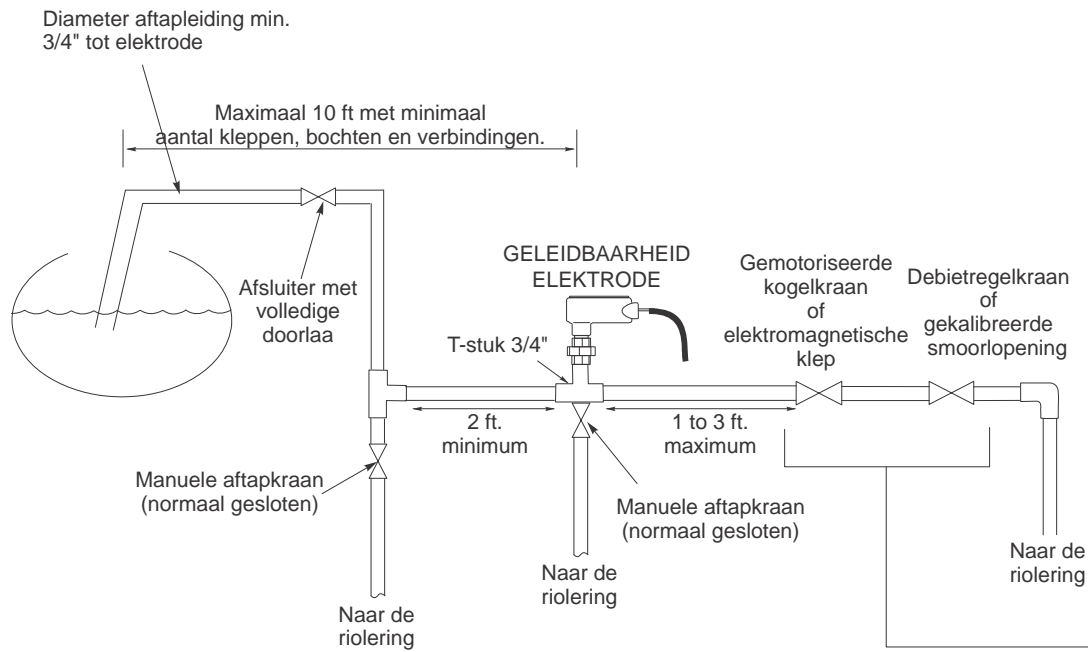 Diameter aftapleiding min.
3/4" tot elektrode
Maximaal 10 ft met minimaal
aantal kleppen, bochten en verbindingen.
Afsluiter met
volledige
doorlaa
GELEIDBAARHEID
ELEKTRODE
T-stuk 3/4"
Gemotoriseerde
kogelkraan
of
elektromagnetische
klep
Debietregelkraan
of
gekalibreerde
smoorlopening
2 ft.
minimum
1 to 3 ft.
maximum
Manuele aftapkraan
(normaal gesloten)
Manuele aftapkraan
(normaal gesloten)
Naar de
riolering
Naar de
riolering
Naar de
riolering